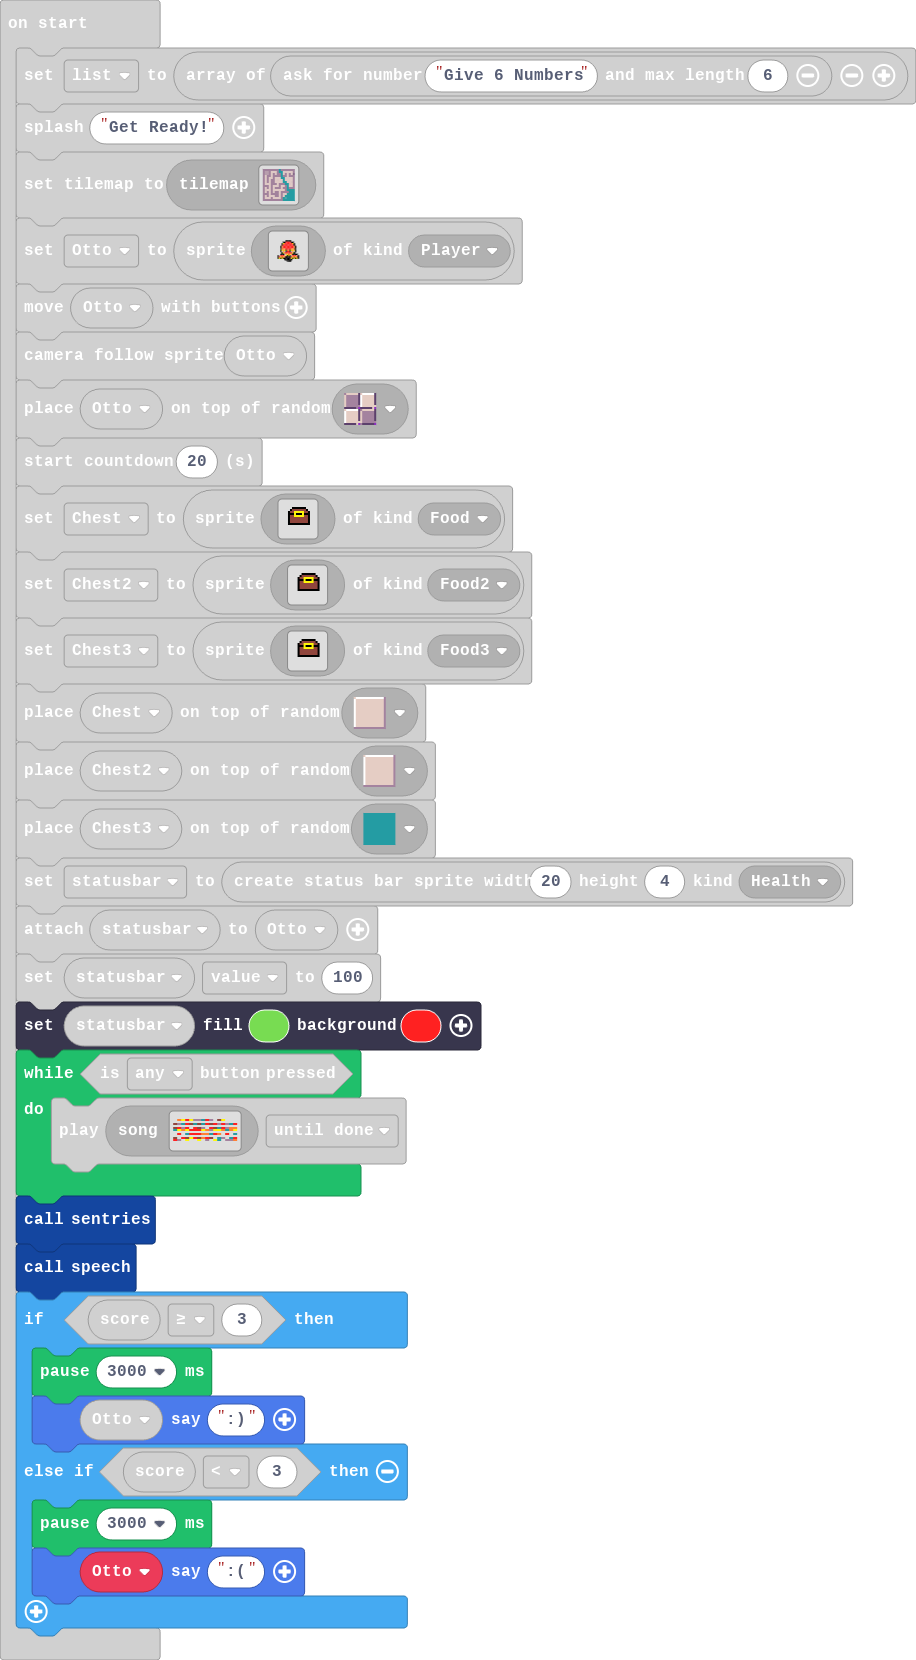 on start
set list to array of ask for number "Give 6 Numbers" and max length 6
splash "Get Ready!"
set tilemap to tilemap
set Otto to sprite of kind Player
move Otto with buttons
camera follow sprite Otto
place Otto on top of random
start countdown 20 (s)
set Chest to sprite of kind Food
set Chest2 to sprite of kind Food2
set Chest3 to sprite of kind Food3
place Chest on top of random
place Chest2 on top of random
place Chest3 on top of random
set statusbar to create status bar sprite width 20 height 4 kind Health
attach statusbar to Otto
set statusbar value to 100
set statusbar fill background
while is any button pressed
do
play song until done
call sentries
call speech
if score ≥ 3 then
pause 3000 ms
Otto say ":)"
else if score < 3 then
pause 3000 ms
Otto say ":("